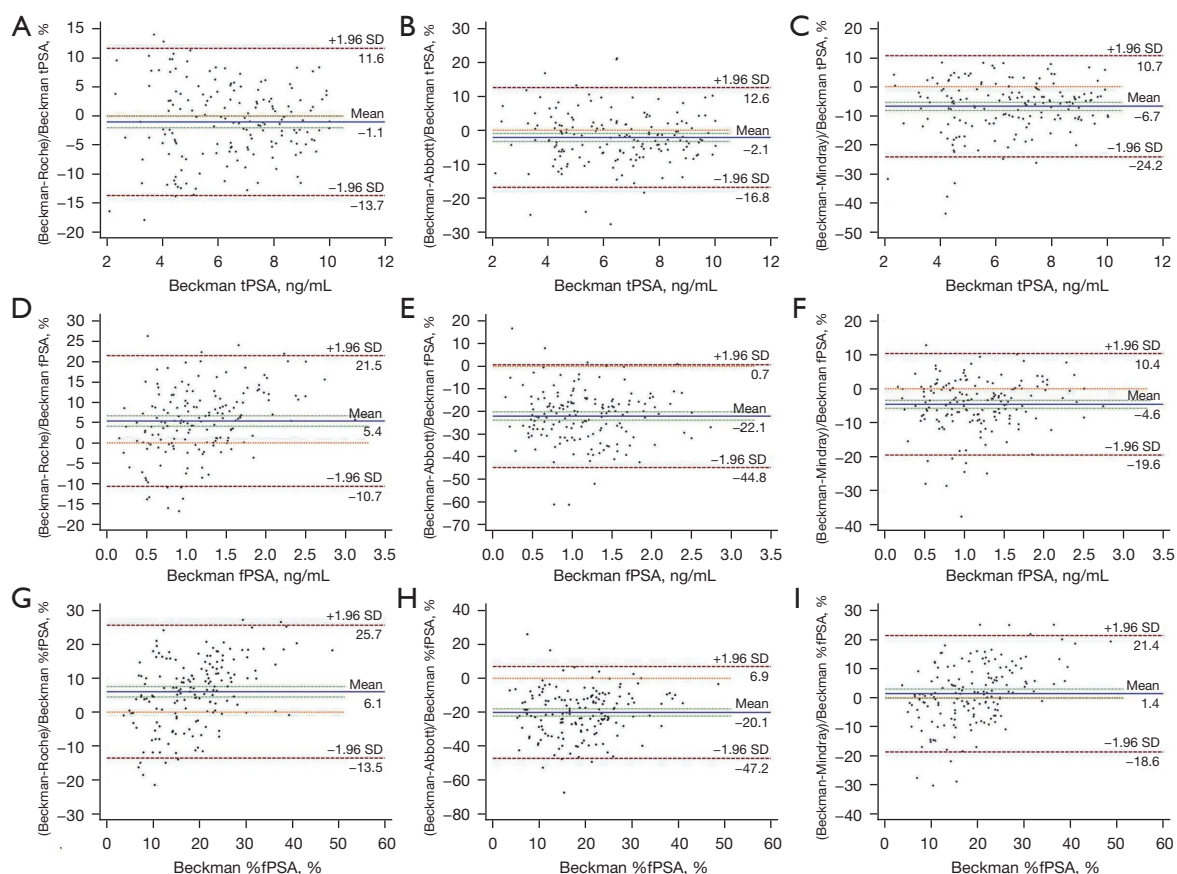 A
(Beckman-Roche)/Beckman tPSA, %
15
10
5
0
−5
−10
−15
−20
+1.96 SD
11.6
Mean
−1.1
−1.96 SD
−13.7
2 4 6 8 10 12
Beckman tPSA, ng/mL
B
(Beckman-Abbott)/Beckman tPSA, %
30
20
10
0
−10
−20
−30
+1.96 SD
12.6
Mean
−2.1
−1.96 SD
−16.8
2 4 6 8 10 12
Beckman tPSA, ng/mL
C
(Beckman-Mindray)/Beckman tPSA, %
20
10
0
−10
−20
−30
−40
−50
+1.96 SD
10.7
Mean
−6.7
−1.96 SD
−24.2
2 4 6 8 10 12
Beckman tPSA, ng/mL
D
(Beckman-Roche)/Beckman fPSA, %
30
25
20
15
10
5
0
−5
−10
−15
−20
+1.96 SD
21.5
Mean
5.4
−1.96 SD
−10.7
0.0 0.5 1.0 1.5 2.0 2.5 3.0 3.5
Beckman fPSA, ng/mL
E
(Beckman-Abbott)/Beckman fPSA, %
20
10
0
−10
−20
−30
−40
−50
−60
−70
+1.96 SD
0.7
Mean
−22.1
−1.96 SD
−44.8
0.0 0.5 1.0 1.5 2.0 2.5 3.0 3.5
Beckman fPSA, ng/mL
F
(Beckman-Mindray)/Beckman fPSA, %
20
10
0
−10
−20
−30
−40
+1.96 SD
10.4
Mean
−4.6
−1.96 SD
−19.6
0.0 0.5 1.0 1.5 2.0 2.5 3.0 3.5
Beckman fPSA, ng/mL
G
(Beckman-Roche)/Beckman %fPSA, %
30
20
10
0
−10
−20
−30
+1.96 SD
25.7
Mean
6.1
−1.96 SD
−13.5
0 10 20 30 40 50 60
Beckman %fPSA, %
H
(Beckman-Abbott)/Beckman %fPSA, %
40
20
0
−20
−40
−60
−80
+1.96 SD
6.9
Mean
−20.1
−1.96 SD
−47.2
0 10 20 30 40 50 60
Beckman %fPSA, %
I
(Beckman-Mindray)/Beckman %fPSA, %
30
20
10
0
−10
−20
−30
−40
+1.96 SD
21.4
Mean
1.4
−1.96 SD
−18.6
0 10 20 30 40 50 60
Beckman %fPSA, %